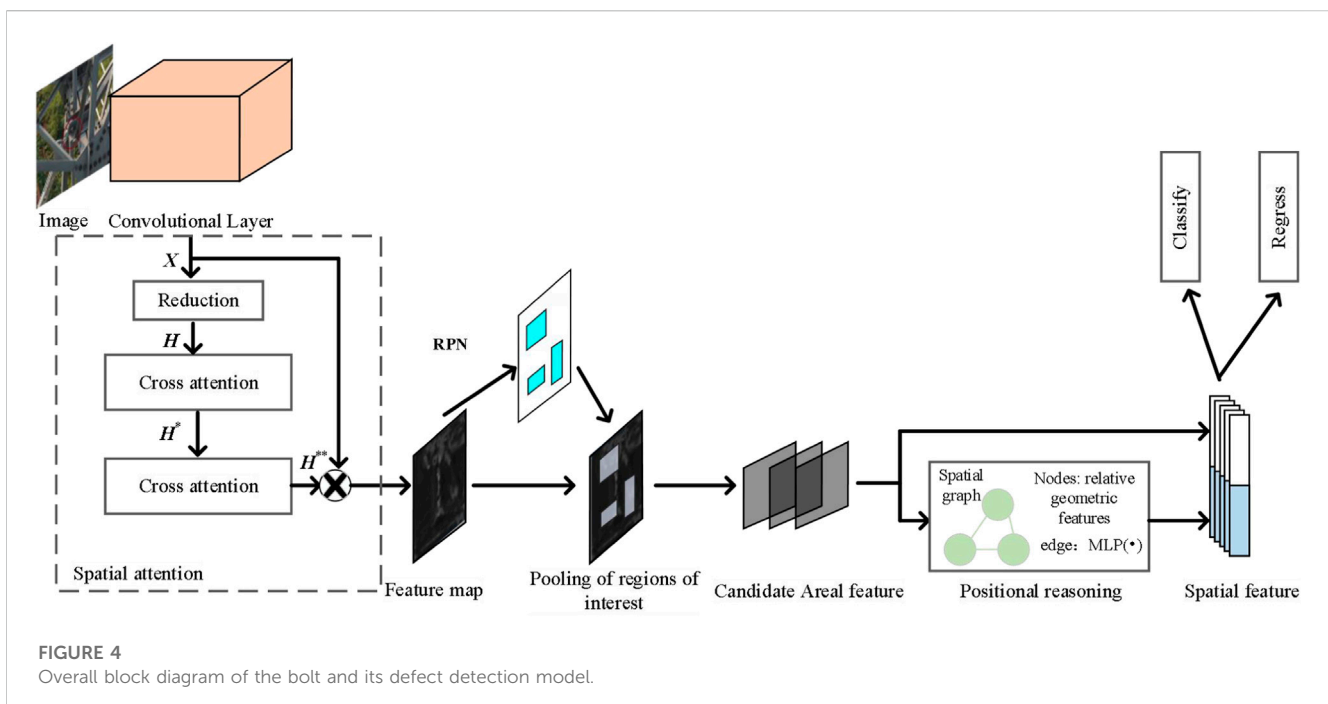 Image
Convolutional Layer
X
Reduction
H
Cross attention
H*
Cross attention
H**
Spatial attention
RPN
Feature map
Pooling of regions of
interest
Candidate Areal feature
Spatial
graph
Nodes: relative
geometric
features
edge: MLP(•)
Positional reasoning
Classify
Regress
Spatial feature
FIGURE 4
Overall block diagram of the bolt and its defect detection model.